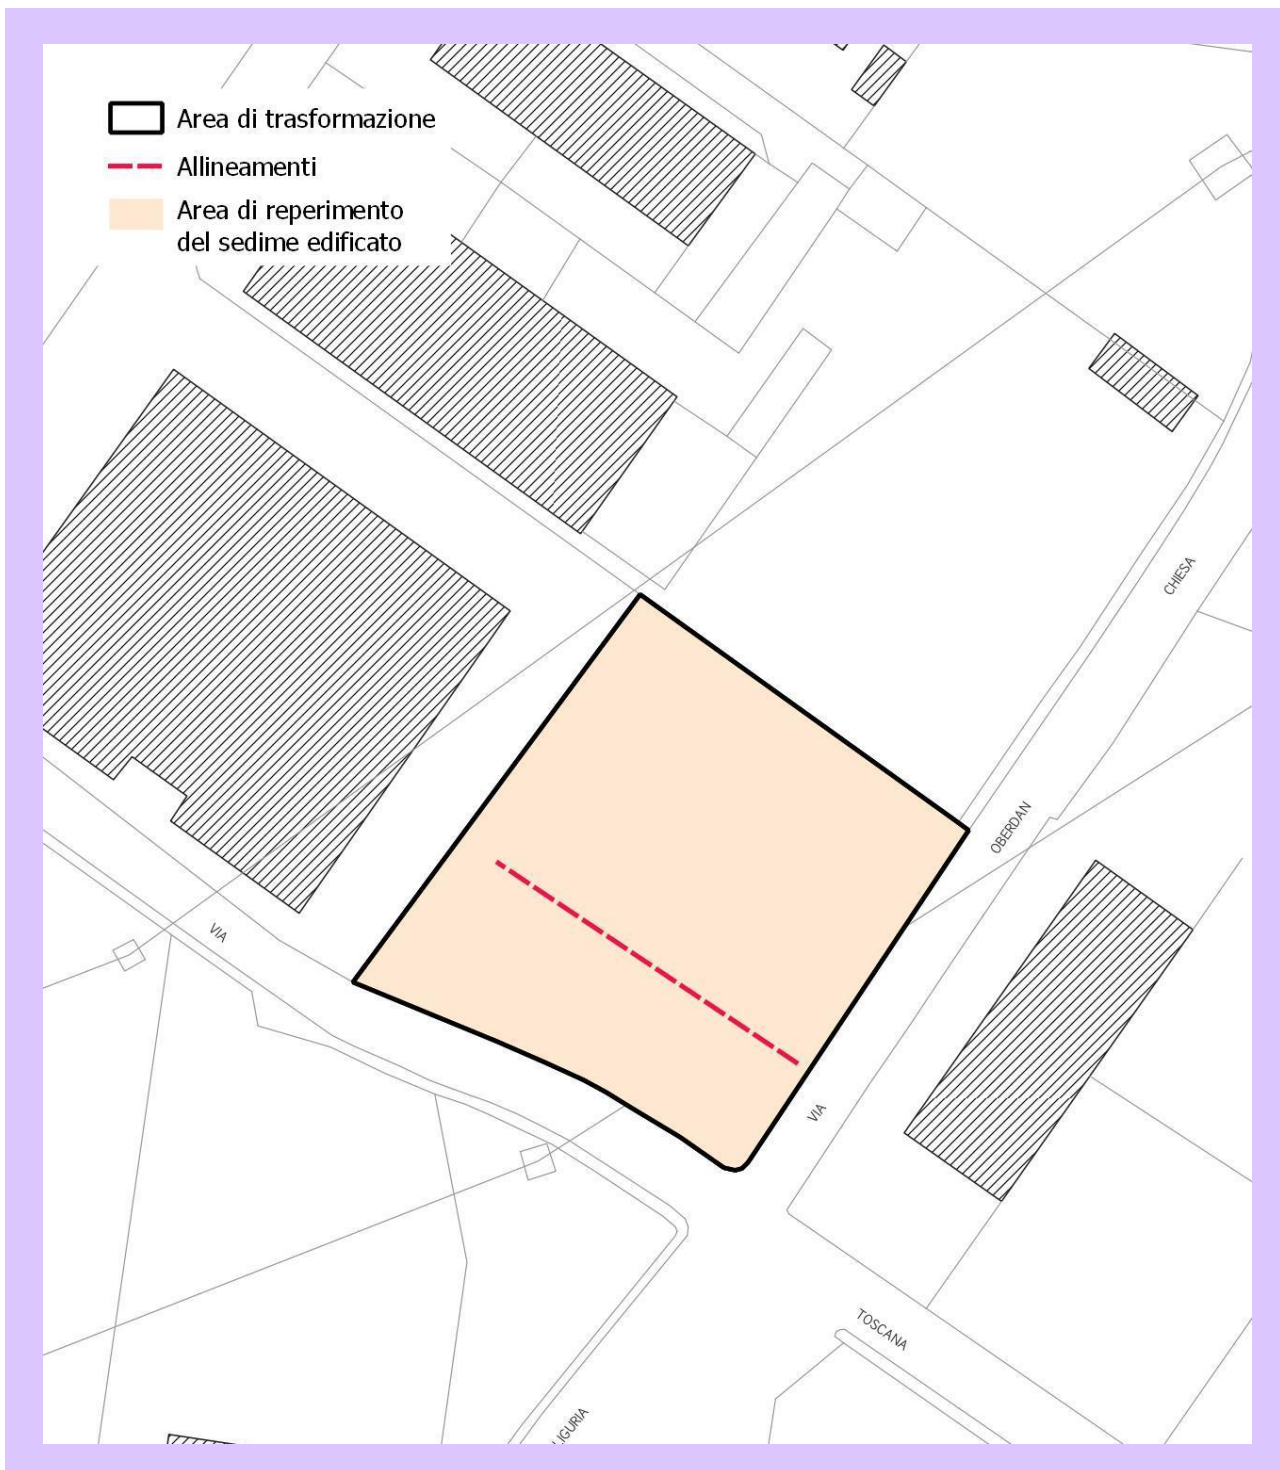 Area di trasformazione
Allineamenti
Area di reperimento
del sedime edificato
CHIESA
OBERDAN
VIA
VIA
TOSCANA
LIGURIA